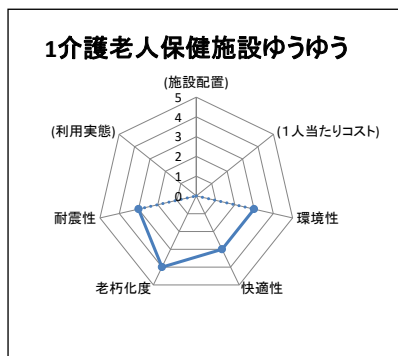 1介護老人保健施設ゆうゆう
(施設配置)
5
4
3
2
1
0
(1人当たりコスト)
環境性
快適性
老朽化度
耐震性
(利用実態)